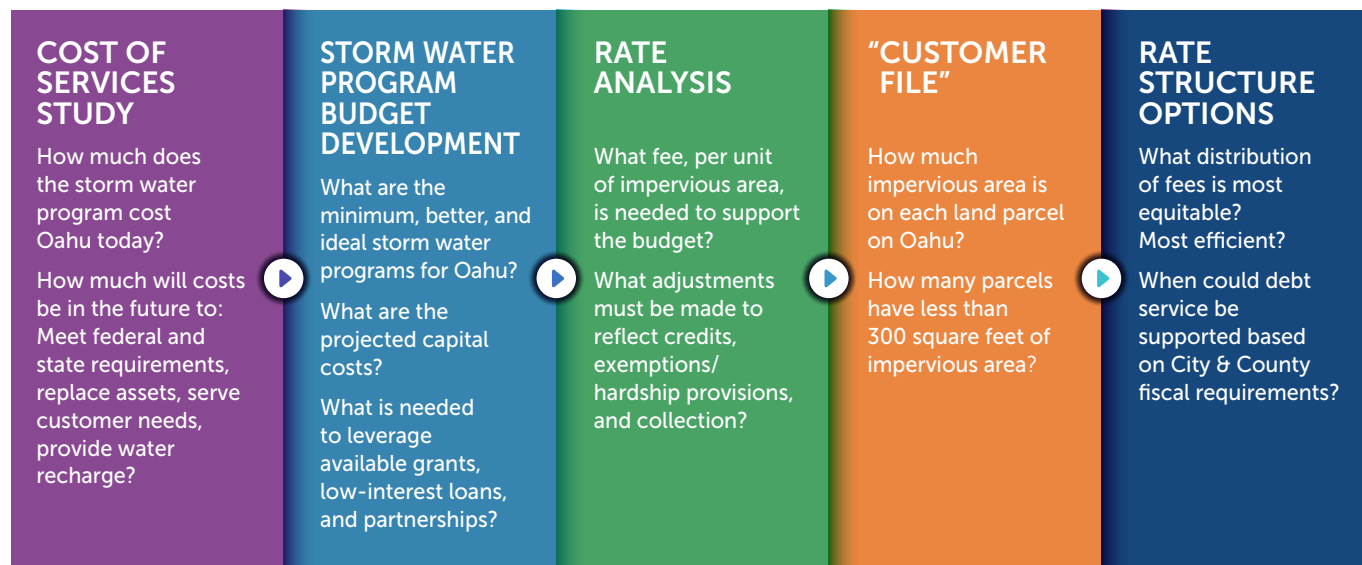 COST OF
SERVICES
STUDY
How much does
the storm water
program cost
Oahu today?
How much will costs
be in the future to:
Meet federal and
state requirements,
replace assets, serve
customer needs,
provide water
recharge?
STORM WATER
PROGRAM
BUDGET
DEVELOPMENT
What are the
minimum, better, and
ideal storm water
programs for Oahu?
What are the
projected capital
costs?
What is needed
to leverage
available grants,
low-interest loans,
and partnerships?
RATE
ANALYSIS
What fee, per unit
of impervious area,
is needed to support
the budget?
What adjustments
must be made to
reflect credits,
exemptions/
hardship provisions,
and collection?
“CUSTOMER
FILE”
How much
impervious area is
on each land parcel
on Oahu?
How many parcels
have less than
300 square feet of
impervious area?
RATE
STRUCTURE
OPTIONS
What distribution
of fees is most
equitable?
Most efficient?
When could debt
service be
supported based
on City & County
fiscal requirements?